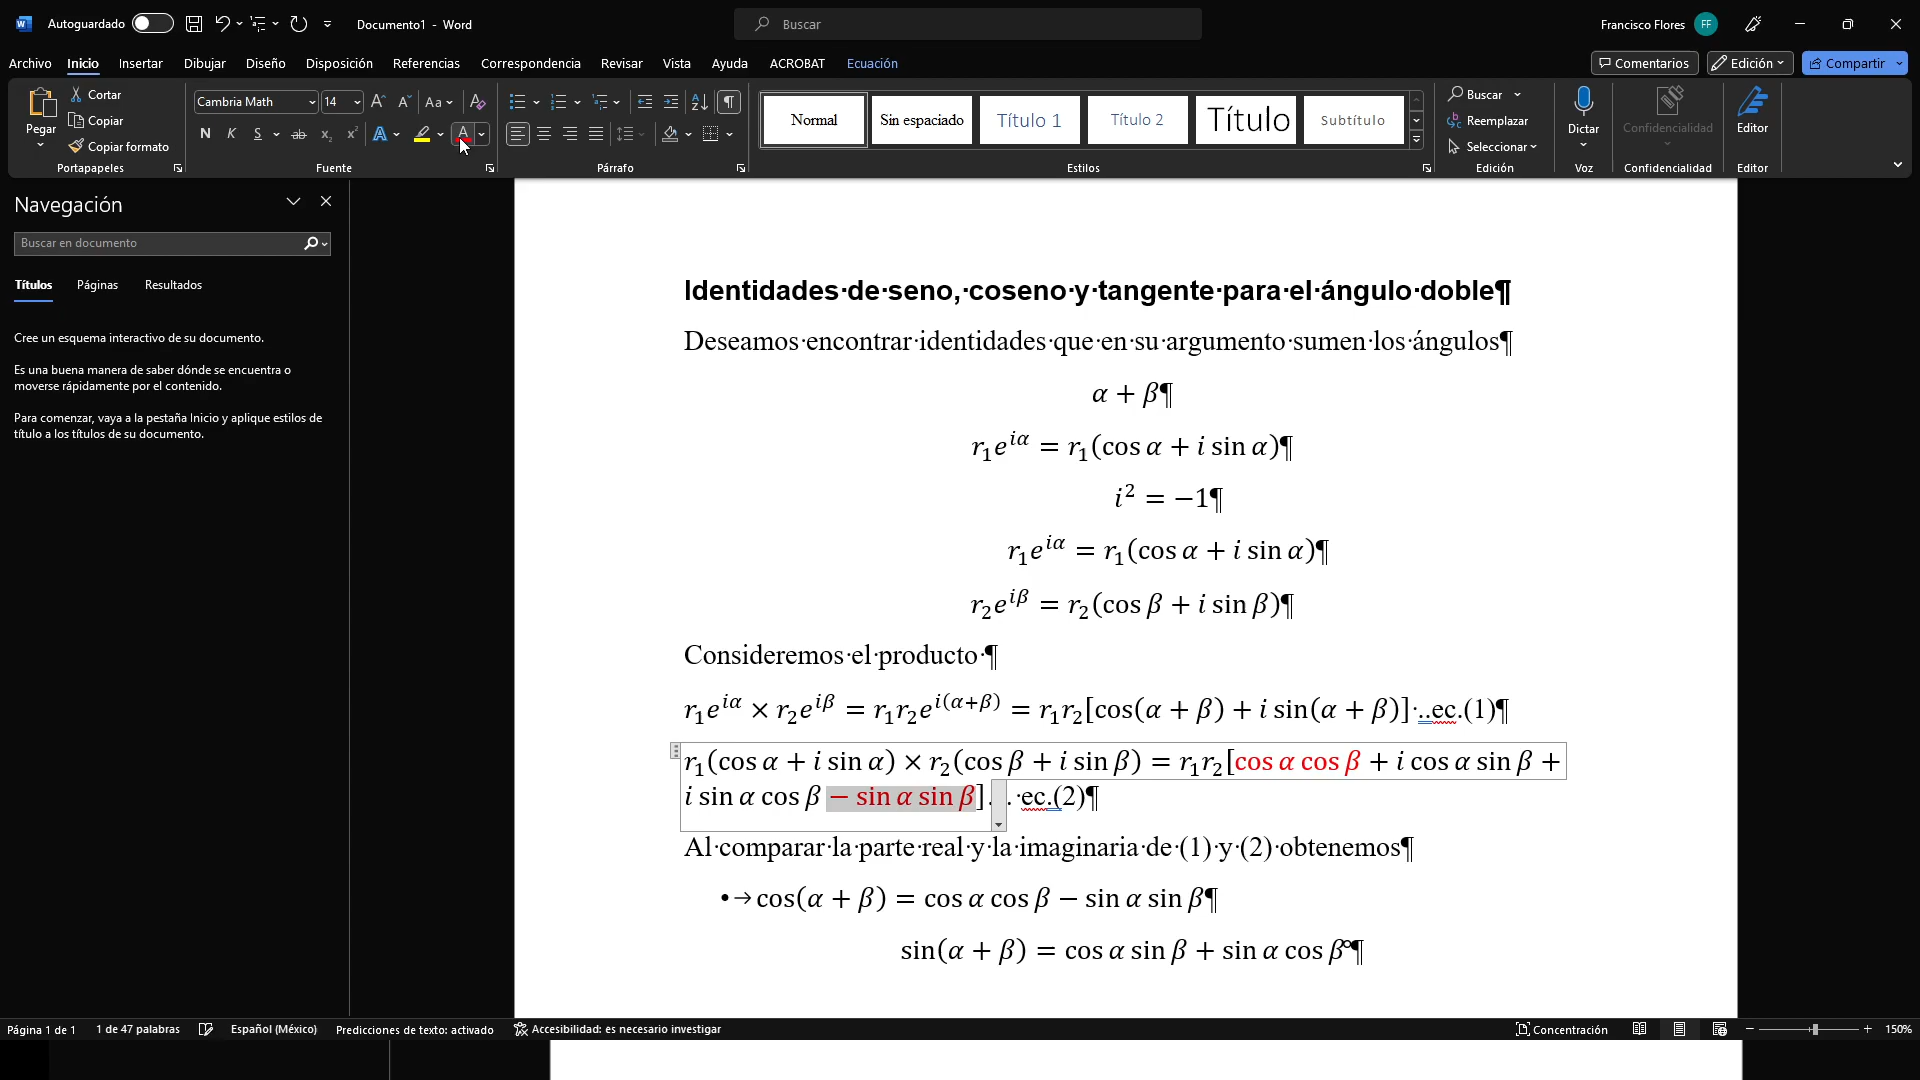 Autoguardado Documento1 - Word Buscar Francisco Flores FF
Archivo Inicio Insertar Dibujar Diseño Disposición Referencias Correspondencia Revisar Vista Ayuda ACROBAT Ecuación Comentarios Edición Compartir
Pegar Cortar Copiar Copiar formato Portapapeles
Cambria Math 14 Aa N K S ab x₂ x² A A Fuente
Párrafo
Normal Sin espaciado Título 1 Título 2 Título Subtítulo Estilos
Buscar Reemplazar Seleccionar Edición
Dictar Voz
Confidencialidad Confidencialidad
Editor Editor
Navegación
Buscar en documento
Títulos Páginas Resultados
Cree un esquema interactivo de su documento.
Es una buena manera de saber dónde se encuentra o
moverse rápidamente por el contenido.
Para comenzar, vaya a la pestaña Inicio y aplique estilos de
título a los títulos de su documento.
Identidades·de·seno,·coseno·y·tangente·para·el·ángulo·doble¶
Deseamos·encontrar·identidades·que·en·su·argumento·sumen·los·ángulos¶
α + β¶
r₁e^{iα} = r₁(cos α + i sin α)¶
i² = −1¶
r₁e^{iα} = r₁(cos α + i sin α)¶
r₂e^{iβ} = r₂(cos β + i sin β)¶
Consideremos·el·producto·¶
r₁e^{iα} × r₂e^{iβ} = r₁r₂e^{i(α+β)} = r₁r₂[cos(α + β) + i sin(α + β)]·..ec.(1)¶
r₁(cos α + i sin α) × r₂(cos β + i sin β) = r₁r₂[cos α cos β + i cos α sin β +
i sin α cos β − sin α sin β]..·ec.(2)¶
Al·comparar·la·parte·real·y·la·imaginaria·de·(1)·y·(2)·obtenemos¶
•→cos(α + β) = cos α cos β − sin α sin β¶
sin(α + β) = cos α sin β + sin α cos β°¶
Página 1 de 1 1 de 47 palabras Español (México) Predicciones de texto: activado Accesibilidad: es necesario investigar Concentración − + 150%